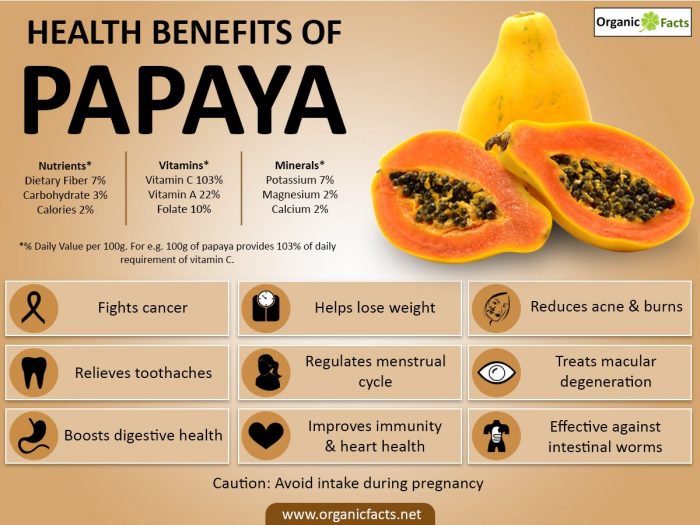 HEALTH BENEFITS OF
PAPAYA
Organic Facts
Nutrients*
Dietary Fiber 7%
Carbohydrate 3%
Calories 2%
Vitamins*
Vitamin C 103%
Vitamin A 22%
Folate 10%
Minerals*
Potassium 7%
Magnesium 2%
Calcium 2%
*% Daily Value per 100g. For e.g. 100g of papaya provides 103% of daily
requirement of vitamin C.
Fights cancer
Helps lose weight
Reduces acne & burns
Relieves toothaches
Regulates menstrual
cycle
Treats macular
degeneration
Boosts digestive health
Improves immunity
& heart health
Effective against
intestinal worms
Caution: Avoid intake during pregnancy
www.organicfacts.net